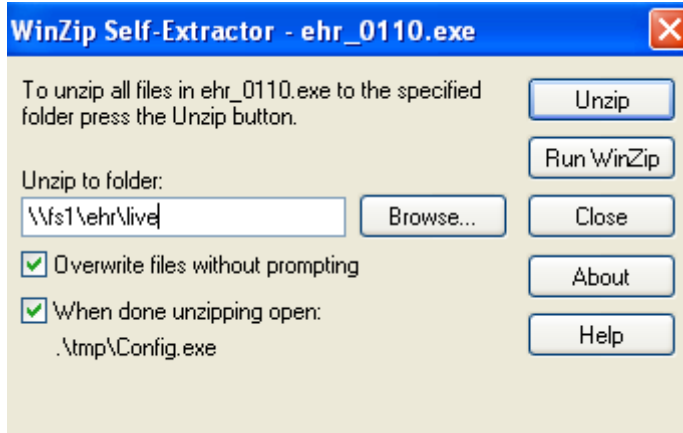 WinZip Self-Extractor - ehr_0110.exe
To unzip all files in ehr_0110.exe to the specified
folder press the Unzip button.
Unzip
Run WinZip
Unzip to folder:
\\fs1\ehr\live
Browse...
Close
Overwrite files without prompting
About
When done unzipping open:
.\tmp\Config.exe
Help